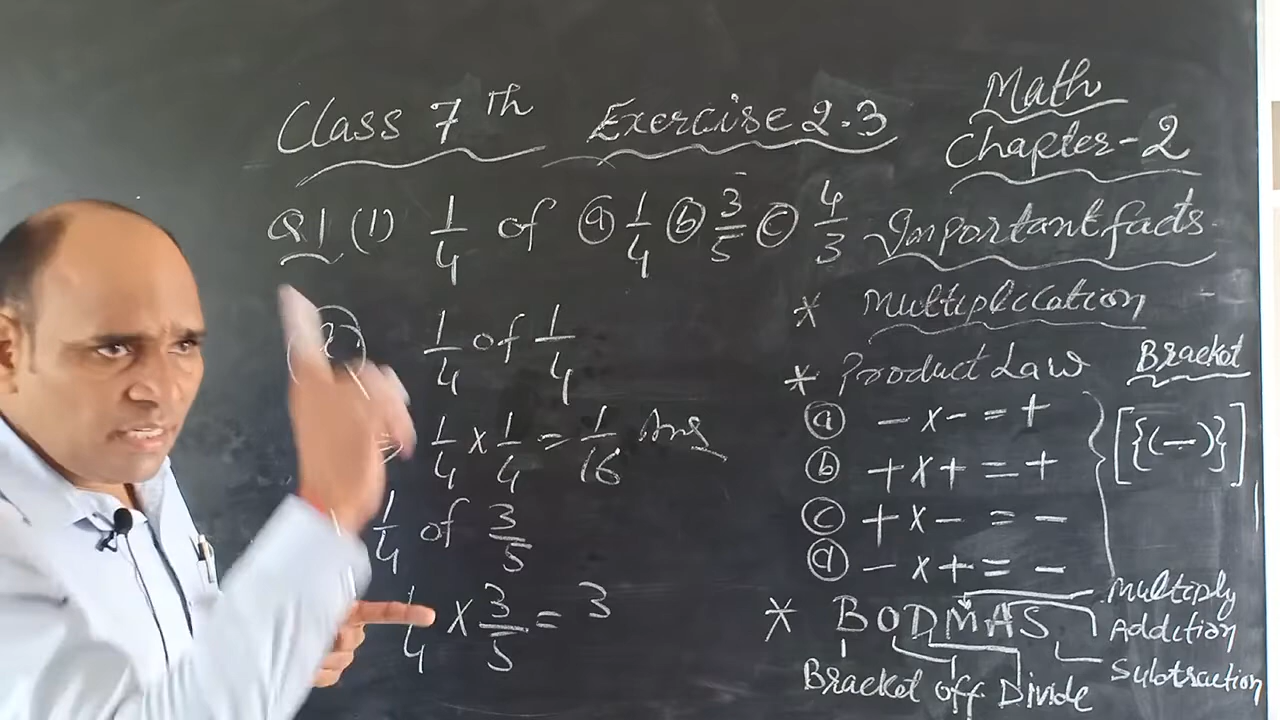 Class 7th Exercise 2.3
Math
Chapter-2
Q1 (1) 1/4 of (a) 1/4 (b) 3/5 (c) 4/3
1/4 of 1/4
1/4 × 1/4 = 1/16 Ans
1/4 of 3/5
1/4 × 3/5 = 3
Important facts
* Multiplication
* Product Law
(a) - × - = +
(b) + × + = +
(c) + × - = -
(d) - × + = -
Bracket
[{(—)}]
* BODMAS
Multiply
Addition
Subtraction
Bracket off Divide